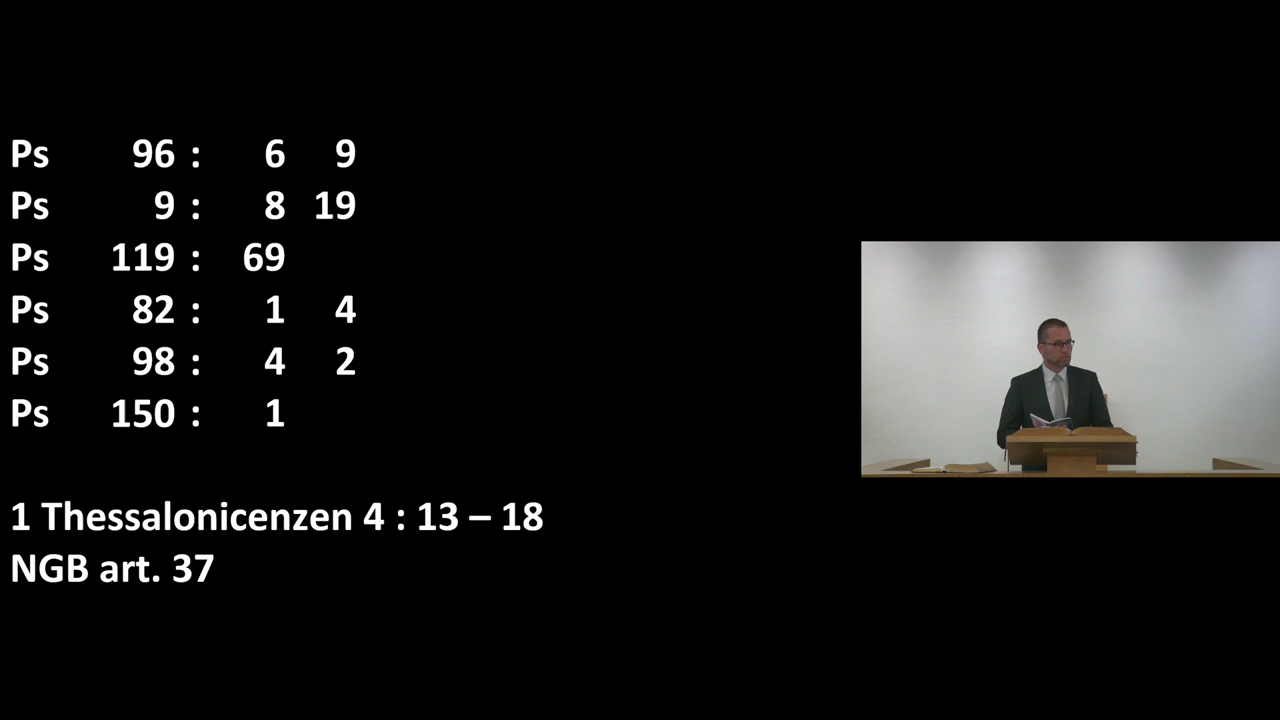 Ps 96 : 6 9
Ps 9 : 8 19
Ps 119 : 69
Ps 82 : 1 4
Ps 98 : 4 2
Ps 150 : 1
1 Thessalonicenzen 4 : 13 – 18
NGB art. 37